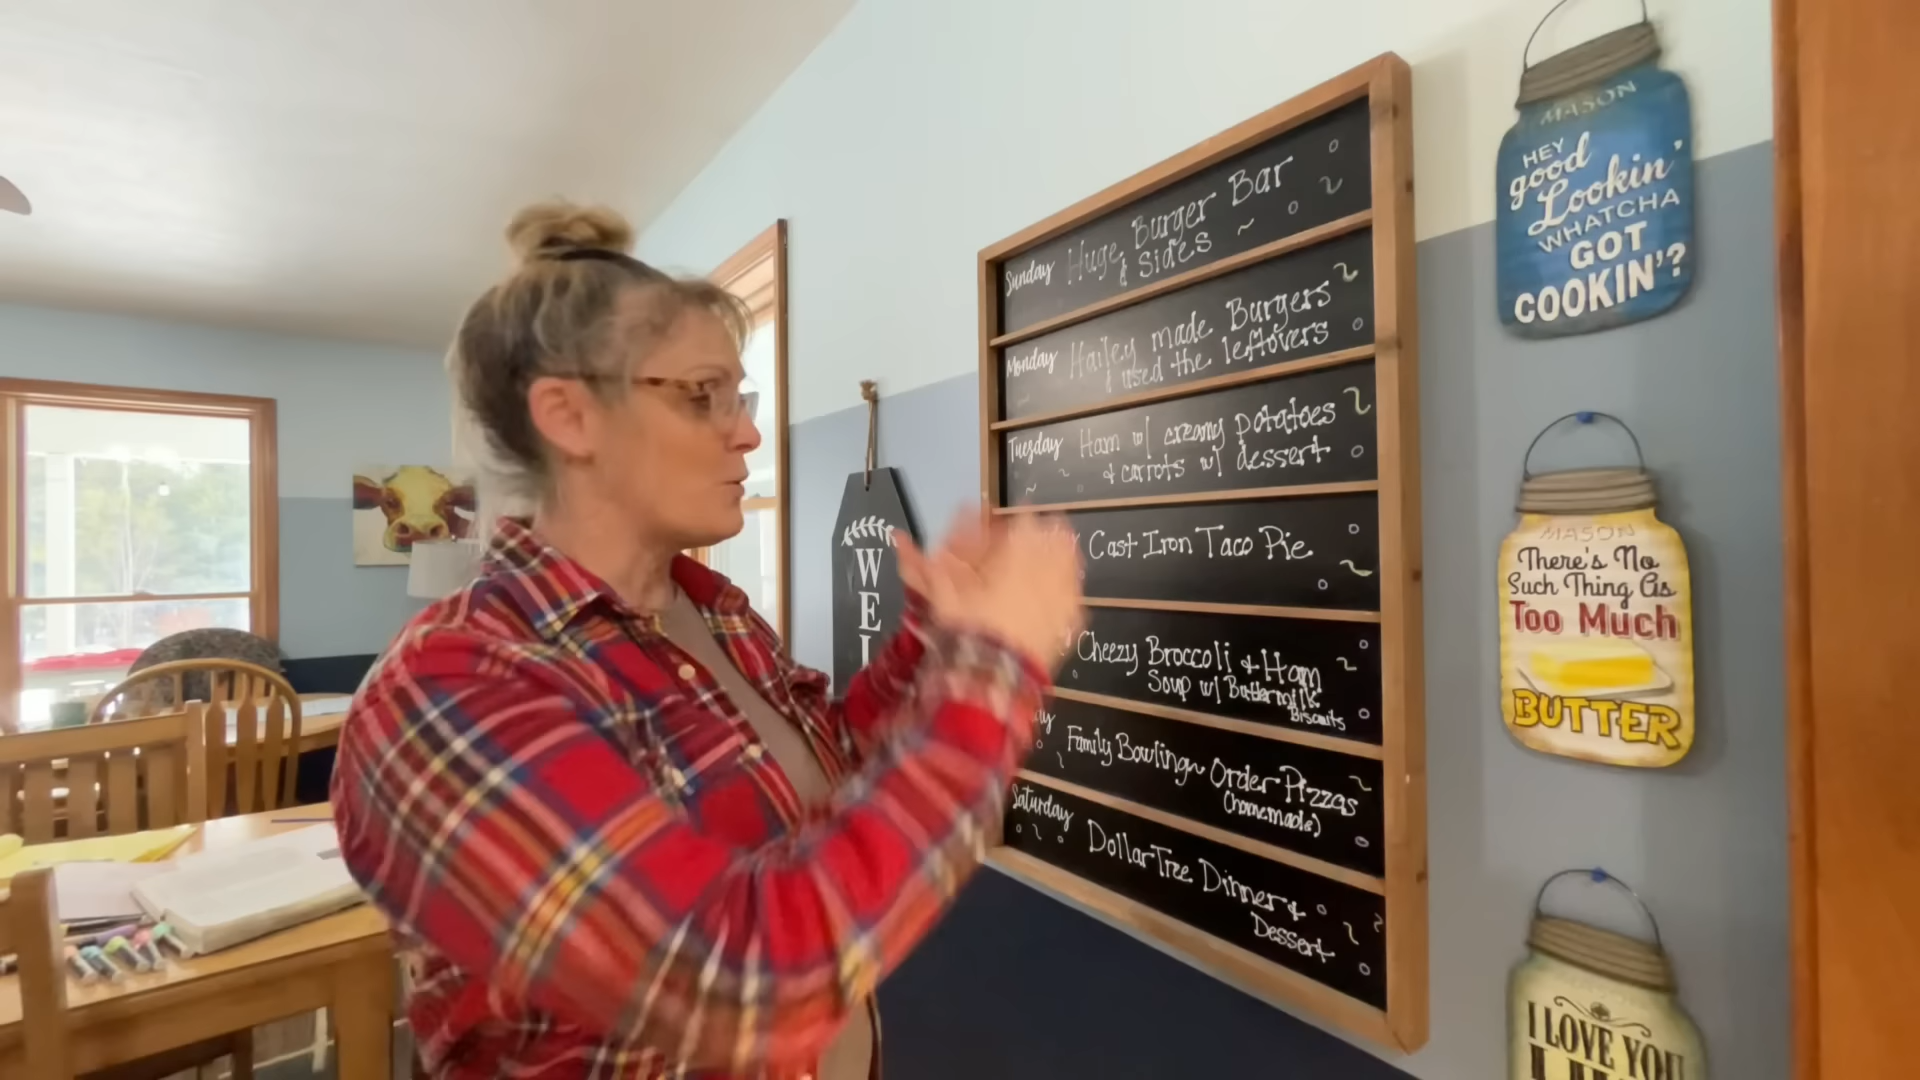 Sunday Huge Burger Bar
& Sides ~
Monday Hailey made Burgers
& used the leftovers
Tuesday Ham w/ creamy potatoes
& carrots w/ dessert
Cast Iron Taco Pie
Cheezy Broccoli & Ham
Soup w/ Buttermilk
Biscuits
Family Bowling~ Order Pizzas
(homemade)
Saturday Dollar Tree Dinner &
Dessert
WEL
MASON
HEY
good
Lookin'
WHATCHA
GOT
COOKIN'?
MASON
There's No
Such Thing As
Too Much
BUTTER
I LOVE YOU